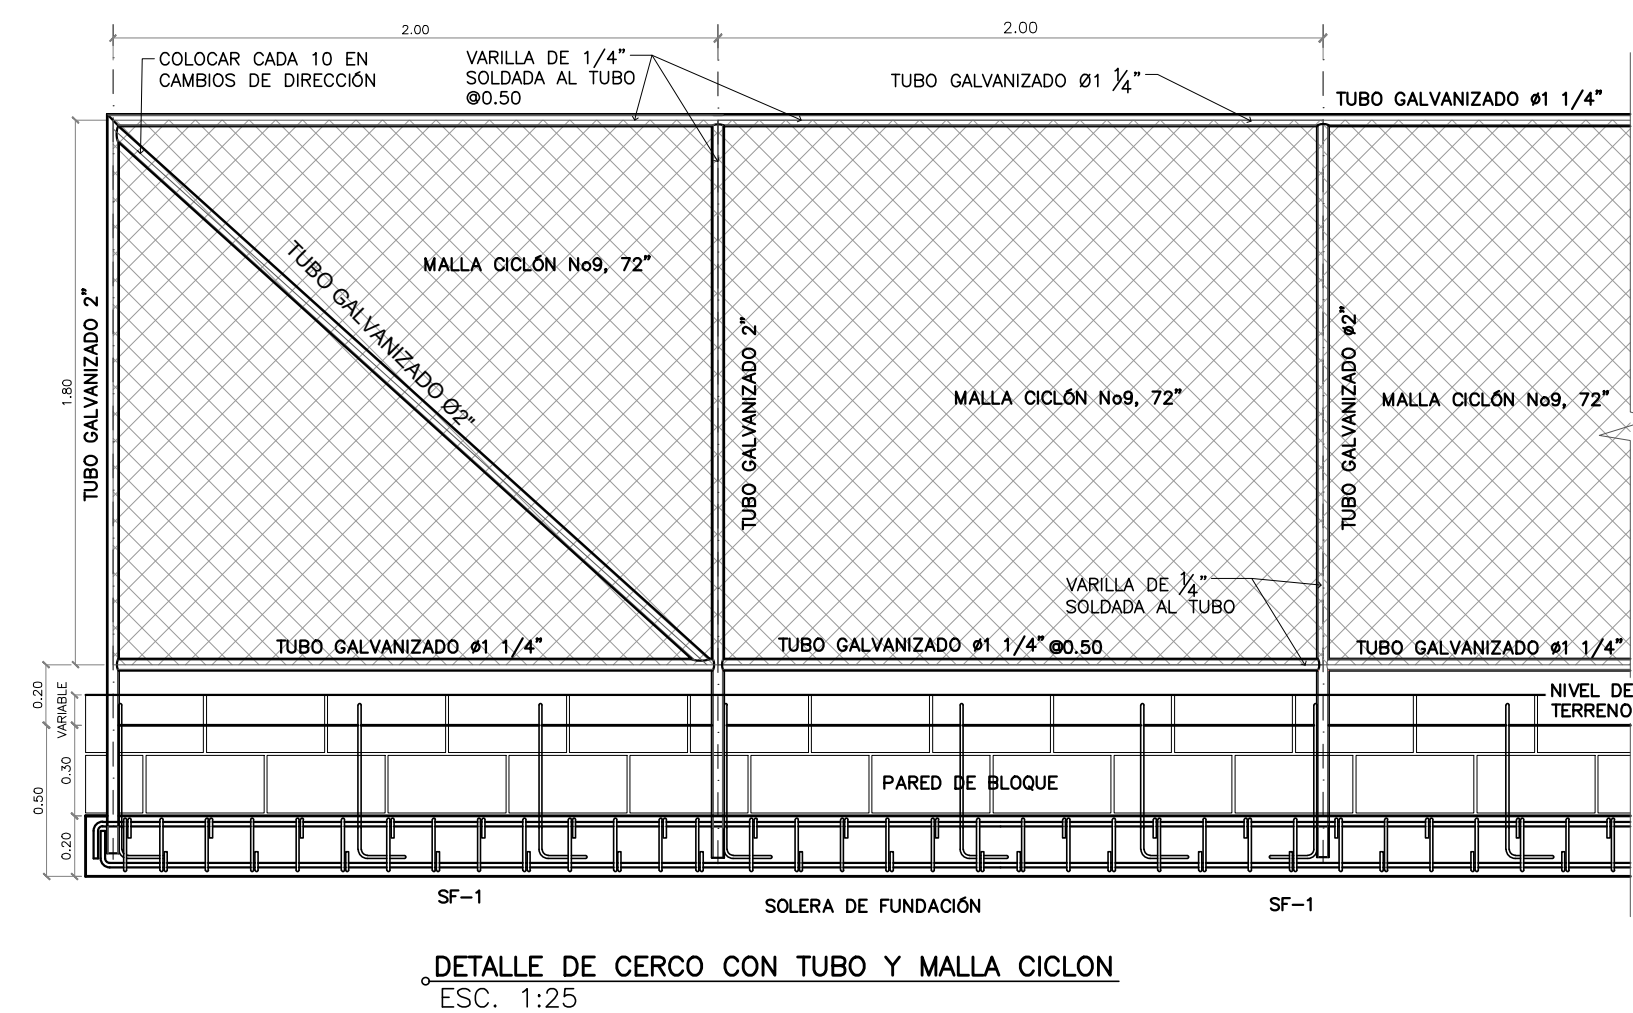 2.00
2.00
COLOCAR CADA 10 EN
CAMBIOS DE DIRECCIÓN
VARILLA DE 1/4"
SOLDADA AL TUBO
@0.50
TUBO GALVANIZADO Ø1 1/4"
TUBO GALVANIZADO ø1 1/4"
TUBO GALVANIZADO 2"
TUBO GALVANIZADO Ø2"
MALLA CICLÓN No9, 72"
TUBO GALVANIZADO 2"
MALLA CICLÓN No9, 72"
TUBO GALVANIZADO ø2"
MALLA CICLÓN No9, 72"
1.80
VARILLA DE 1/4"
SOLDADA AL TUBO
TUBO GALVANIZADO ø1 1/4"
TUBO GALVANIZADO ø1 1/4" @0.50
TUBO GALVANIZADO ø1 1/4"
0.20
VARIABLE
NIVEL DE
TERRENO
0.30
0.50
PARED DE BLOQUE
0.20
SF-1
SOLERA DE FUNDACIÓN
SF-1
DETALLE DE CERCO CON TUBO Y MALLA CICLON
ESC. 1:25